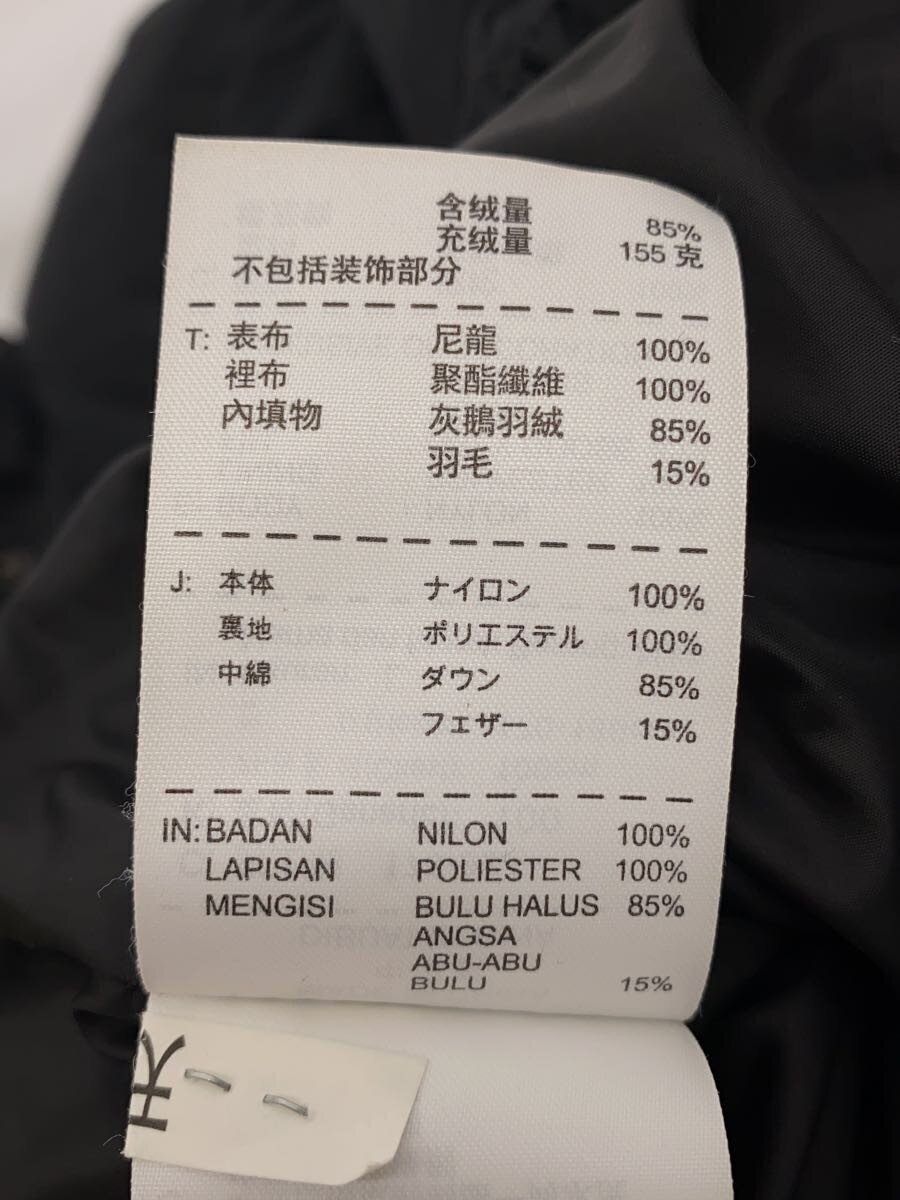 含绒量 85%
充绒量 155 克
不包括装饰部分
T: 表布 尼龍 100%
裡布 聚酯纖維 100%
內填物 灰鵝羽絨 85%
羽毛 15%
J: 本体 ナイロン 100%
裏地 ポリエステル 100%
中綿 ダウン 85%
フェザー 15%
IN: BADAN NILON 100%
LAPISAN POLIESTER 100%
MENGISI BULU HALUS 85%
ANGSA
ABU-ABU
BULU 15%